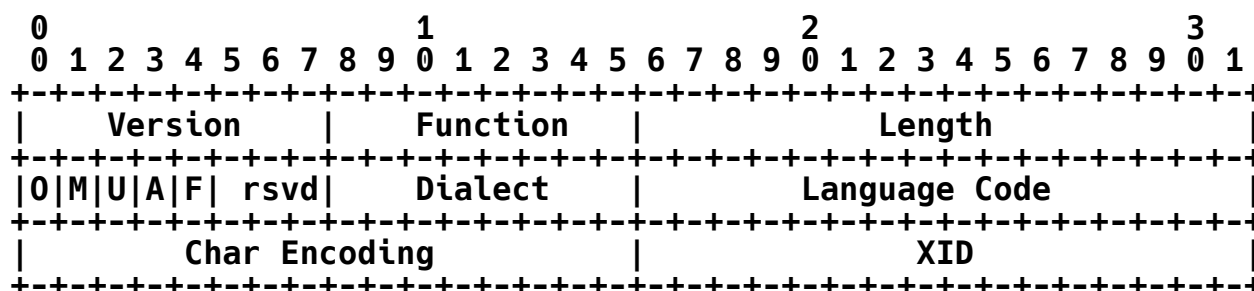 0                   1                   2                   3
 0 1 2 3 4 5 6 7 8 9 0 1 2 3 4 5 6 7 8 9 0 1 2 3 4 5 6 7 8 9 0 1
+-+-+-+-+-+-+-+-+-+-+-+-+-+-+-+-+-+-+-+-+-+-+-+-+-+-+-+-+-+-+-+-+
|    Version    |    Function   |            Length             |
+-+-+-+-+-+-+-+-+-+-+-+-+-+-+-+-+-+-+-+-+-+-+-+-+-+-+-+-+-+-+-+-+
|O|M|U|A|F| rsvd|    Dialect    |        Language Code          |
+-+-+-+-+-+-+-+-+-+-+-+-+-+-+-+-+-+-+-+-+-+-+-+-+-+-+-+-+-+-+-+-+
|        Char Encoding          |              XID              |
+-+-+-+-+-+-+-+-+-+-+-+-+-+-+-+-+-+-+-+-+-+-+-+-+-+-+-+-+-+-+-+-+